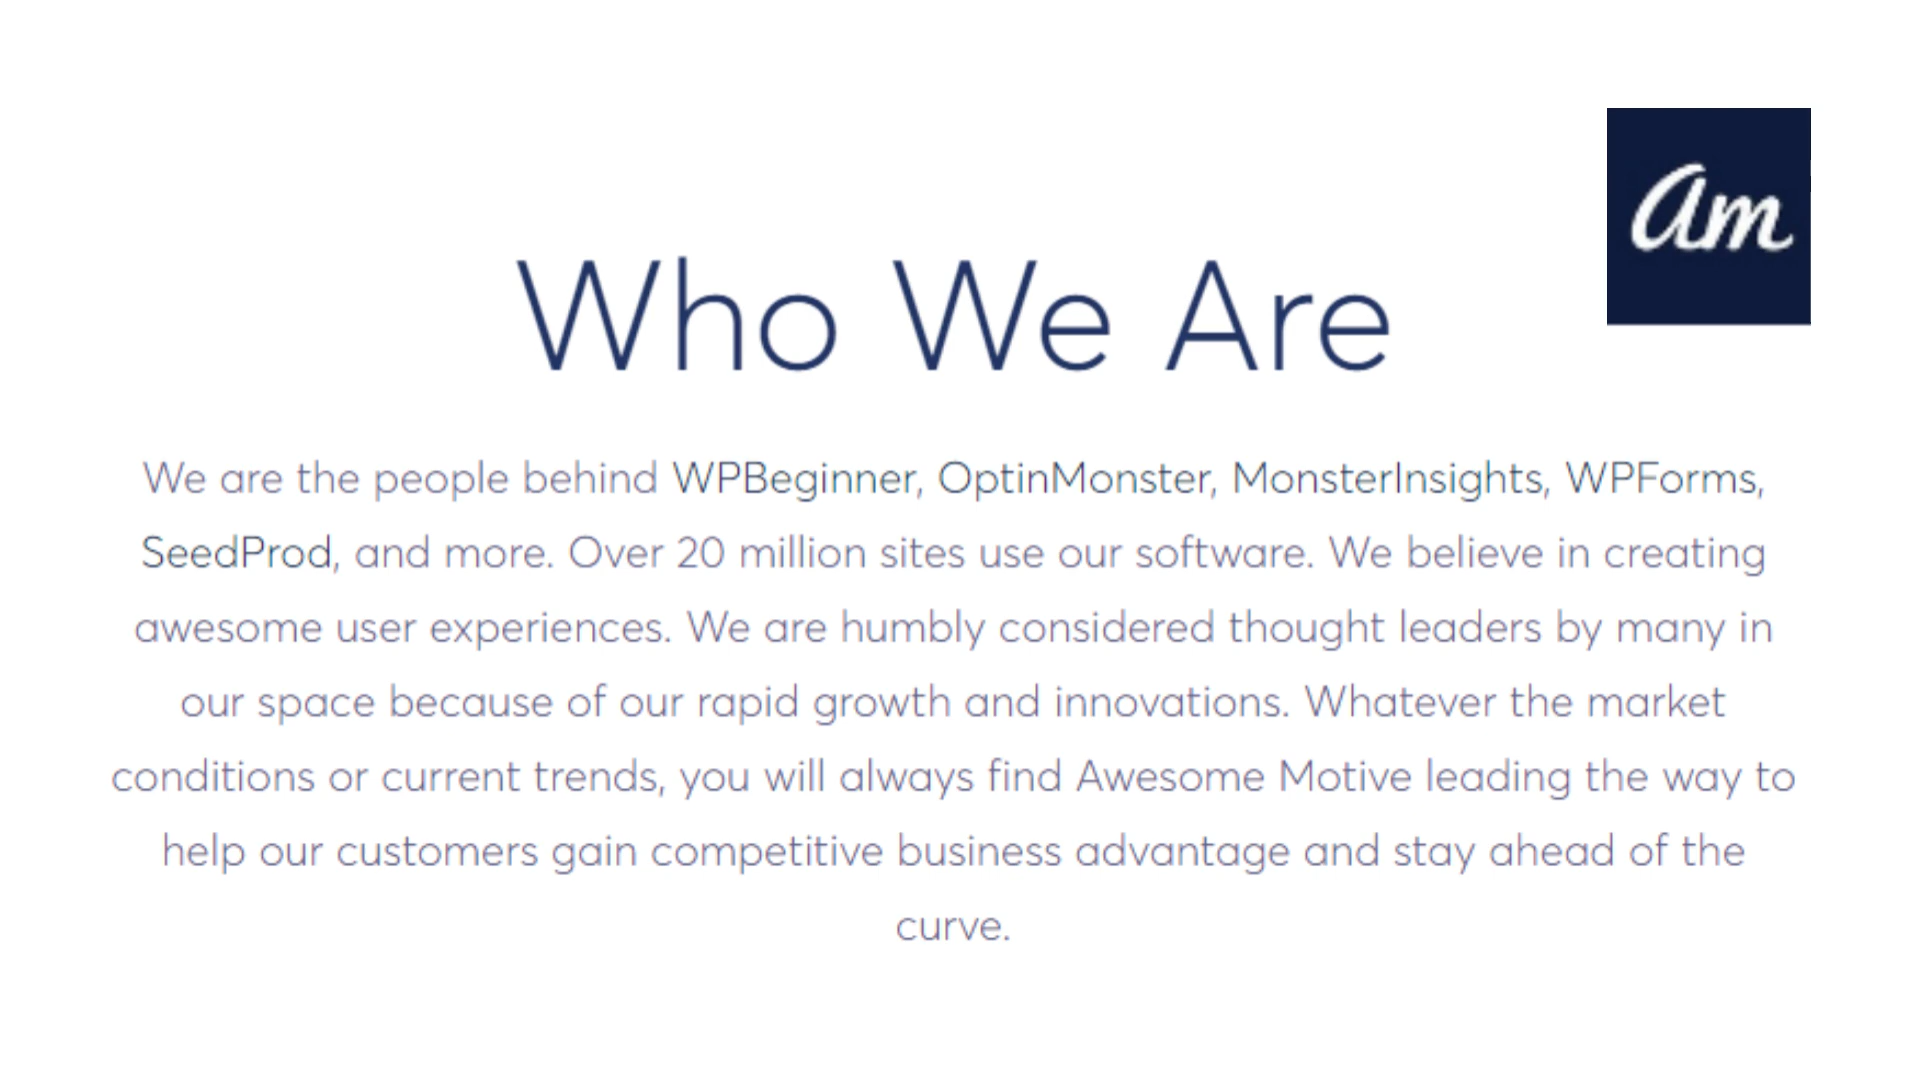 am
Who We Are
We are the people behind WPBeginner, OptinMonster, MonsterInsights, WPForms,
SeedProd, and more. Over 20 million sites use our software. We believe in creating
awesome user experiences. We are humbly considered thought leaders by many in
our space because of our rapid growth and innovations. Whatever the market
conditions or current trends, you will always find Awesome Motive leading the way to
help our customers gain competitive business advantage and stay ahead of the
curve.